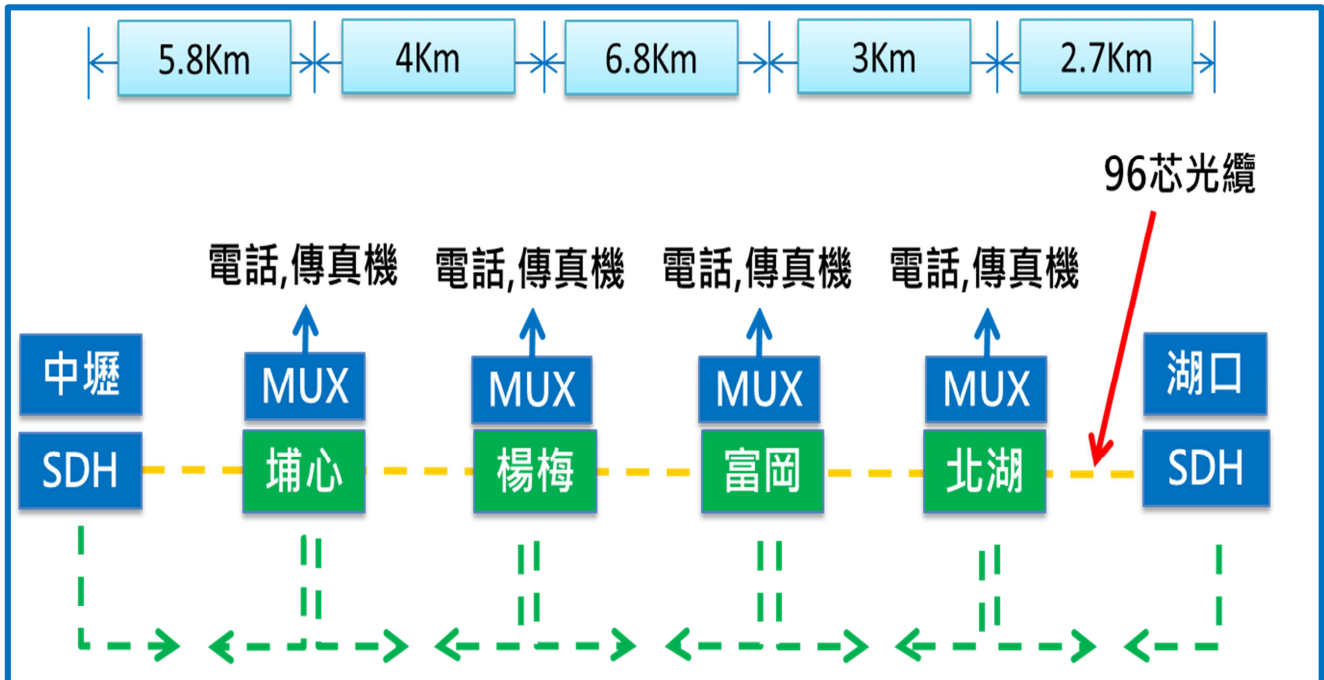 5.8Km
4Km
6.8Km
3Km
2.7Km
96芯光纜
電話,傳真機
電話,傳真機
電話,傳真機
電話,傳真機
中壢
MUX
MUX
MUX
MUX
湖口
SDH
埔心
楊梅
富岡
北湖
SDH